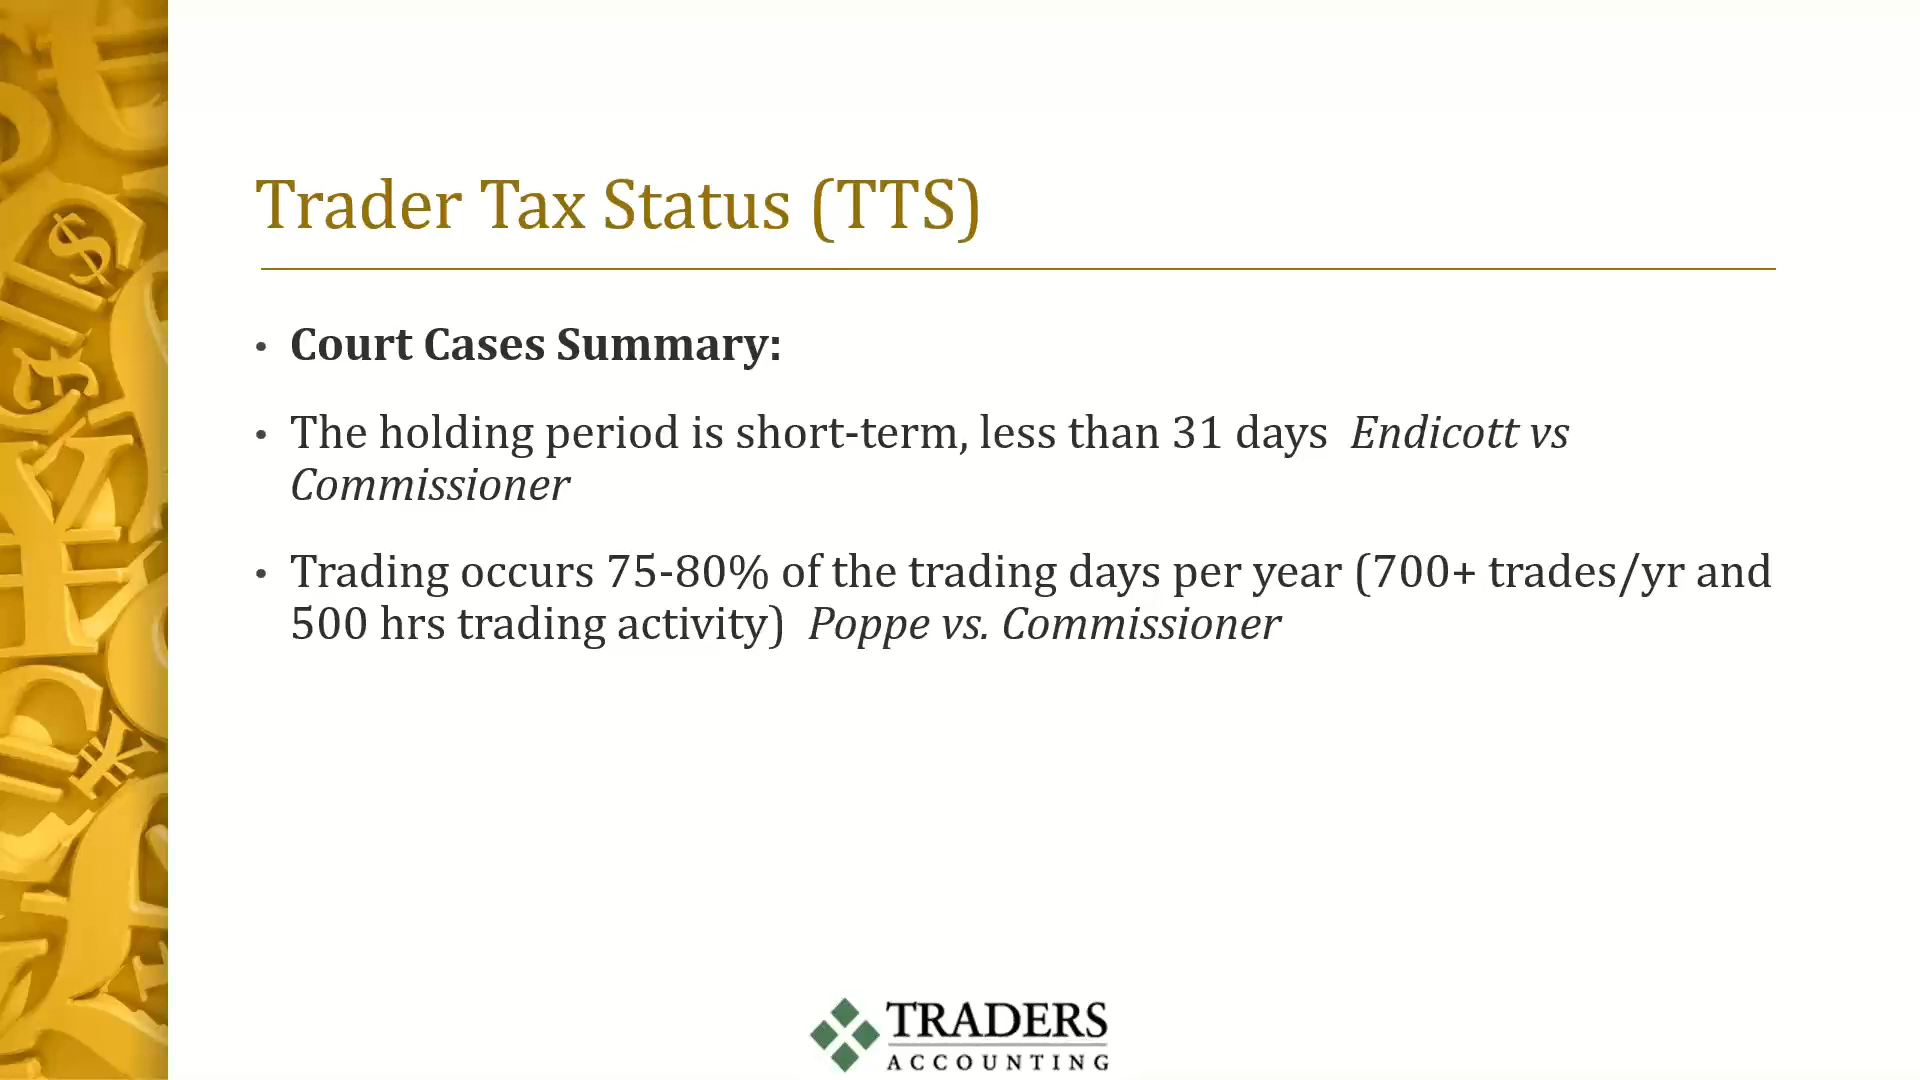 Trader Tax Status (TTS)
• Court Cases Summary:
• The holding period is short-term, less than 31 days Endicott vs
Commissioner
• Trading occurs 75-80% of the trading days per year (700+ trades/yr and
500 hrs trading activity) Poppe vs. Commissioner
TRADERS
ACCOUNTING